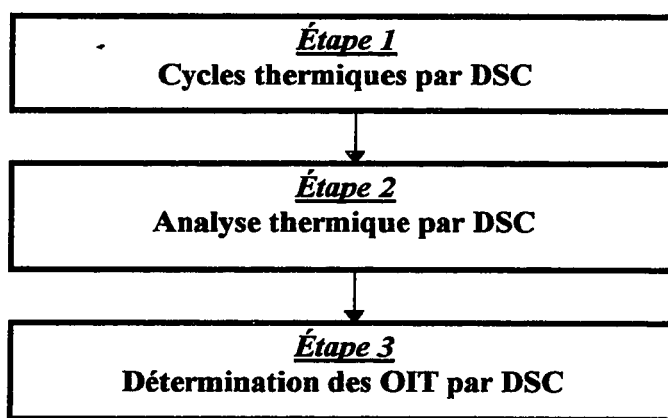 Étape 1
Cycles thermiques par DSC
Étape 2
Analyse thermique par DSC
Étape 3
Détermination des OIT par DSC